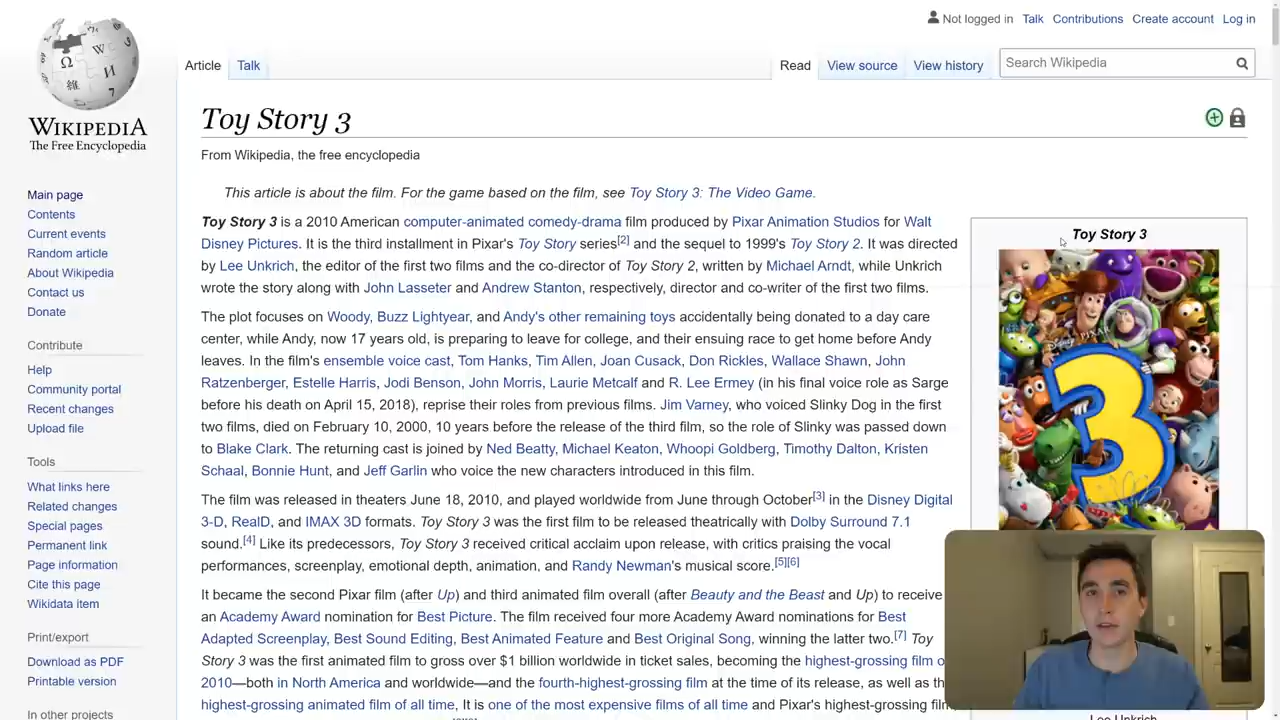 Not logged in Talk Contributions Create account Log in
Article Talk Read View source View history Search Wikipedia
WIKIPEDIA
The Free Encyclopedia
Toy Story 3
From Wikipedia, the free encyclopedia
This article is about the film. For the game based on the film, see Toy Story 3: The Video Game.
Toy Story 3 is a 2010 American computer-animated comedy-drama film produced by Pixar Animation Studios for Walt
Disney Pictures. It is the third installment in Pixar's Toy Story series[2] and the sequel to 1999's Toy Story 2. It was directed
by Lee Unkrich, the editor of the first two films and the co-director of Toy Story 2, written by Michael Arndt, while Unkrich
wrote the story along with John Lasseter and Andrew Stanton, respectively, director and co-writer of the first two films.
The plot focuses on Woody, Buzz Lightyear, and Andy's other remaining toys accidentally being donated to a day care
center, while Andy, now 17 years old, is preparing to leave for college, and their ensuing race to get home before Andy
leaves. In the film's ensemble voice cast, Tom Hanks, Tim Allen, Joan Cusack, Don Rickles, Wallace Shawn, John
Ratzenberger, Estelle Harris, Jodi Benson, John Morris, Laurie Metcalf and R. Lee Ermey (in his final voice role as Sarge
before his death on April 15, 2018), reprise their roles from previous films. Jim Varney, who voiced Slinky Dog in the first
two films, died on February 10, 2000, 10 years before the release of the third film, so the role of Slinky was passed down
to Blake Clark. The returning cast is joined by Ned Beatty, Michael Keaton, Whoopi Goldberg, Timothy Dalton, Kristen
Schaal, Bonnie Hunt, and Jeff Garlin who voice the new characters introduced in this film.
The film was released in theaters June 18, 2010, and played worldwide from June through October[3] in the Disney Digital
3-D, RealD, and IMAX 3D formats. Toy Story 3 was the first film to be released theatrically with Dolby Surround 7.1
sound.[4] Like its predecessors, Toy Story 3 received critical acclaim upon release, with critics praising the vocal
performances, screenplay, emotional depth, animation, and Randy Newman's musical score.[5][6]
It became the second Pixar film (after Up) and third animated film overall (after Beauty and the Beast and Up) to receive
an Academy Award nomination for Best Picture. The film received four more Academy Award nominations for Best
Adapted Screenplay, Best Sound Editing, Best Animated Feature and Best Original Song, winning the latter two.[7] Toy
Story 3 was the first animated film to gross over $1 billion worldwide in ticket sales, becoming the highest-grossing film o
2010—both in North America and worldwide—and the fourth-highest-grossing film at the time of its release, as well as th
highest-grossing animated film of all time. It is one of the most expensive films of all time and Pixar's highest-grossing film
Toy Story 3
Disney PIXAR
3
Lee Unkrich
Main page
Contents
Current events
Random article
About Wikipedia
Contact us
Donate
Contribute
Help
Community portal
Recent changes
Upload file
Tools
What links here
Related changes
Special pages
Permanent link
Page information
Cite this page
Wikidata item
Print/export
Download as PDF
Printable version
In other projects